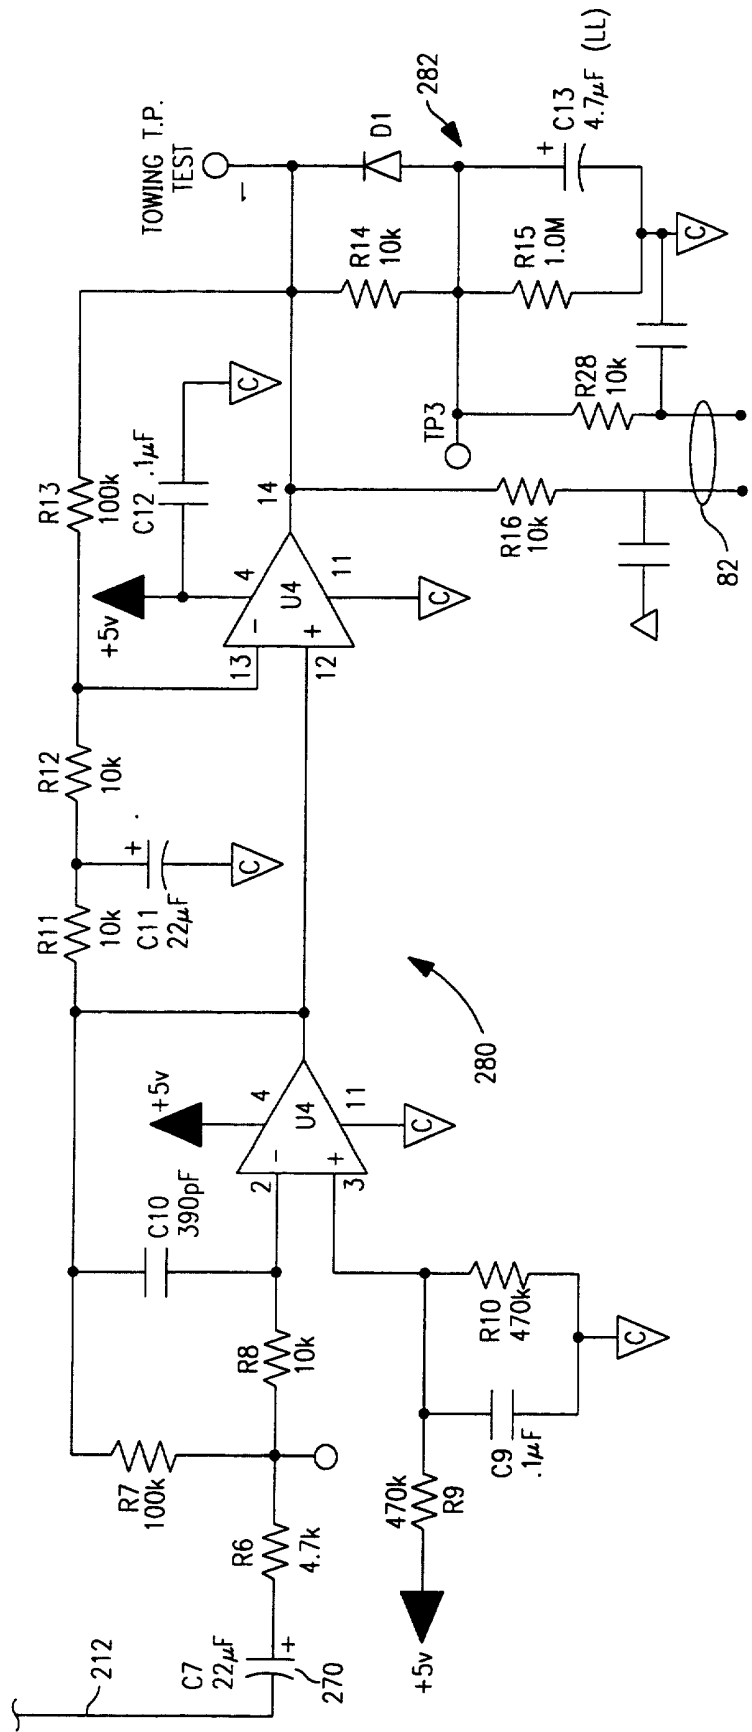 212
C7
22µF
+
270
R6
4.7k
R7
100k
R8
10k
C10
390pF
+5v
470k
R9
C9
.1µF
R10
470k
C
+5v
4
2
-
U4
3
+
11
C
280
R11
10k
+
C11
22µF
C
R12
10k
R13
100k
+5v
C12 .1µF
C
4
13
-
U4
14
12
+
11
C
R16
10k
82
TP3
R28
10k
R14
10k
R15
1.0M
TOWING T.P.
TEST
D1
282
+
C13
4.7µF (LL)
C